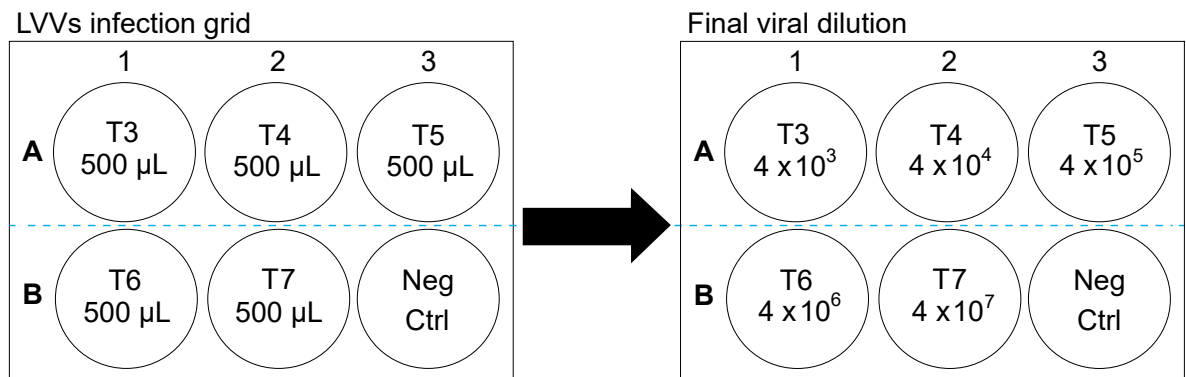 LVVs infection grid
1 2 3
A
T3
500 µL
T4
500 µL
T5
500 µL
B
T6
500 µL
T7
500 µL
Neg
Ctrl
Final viral dilution
1 2 3
A
T3
4 x10³
T4
4 x10⁴
T5
4 x10⁵
B
T6
4 x10⁶
T7
4 x10⁷
Neg
Ctrl